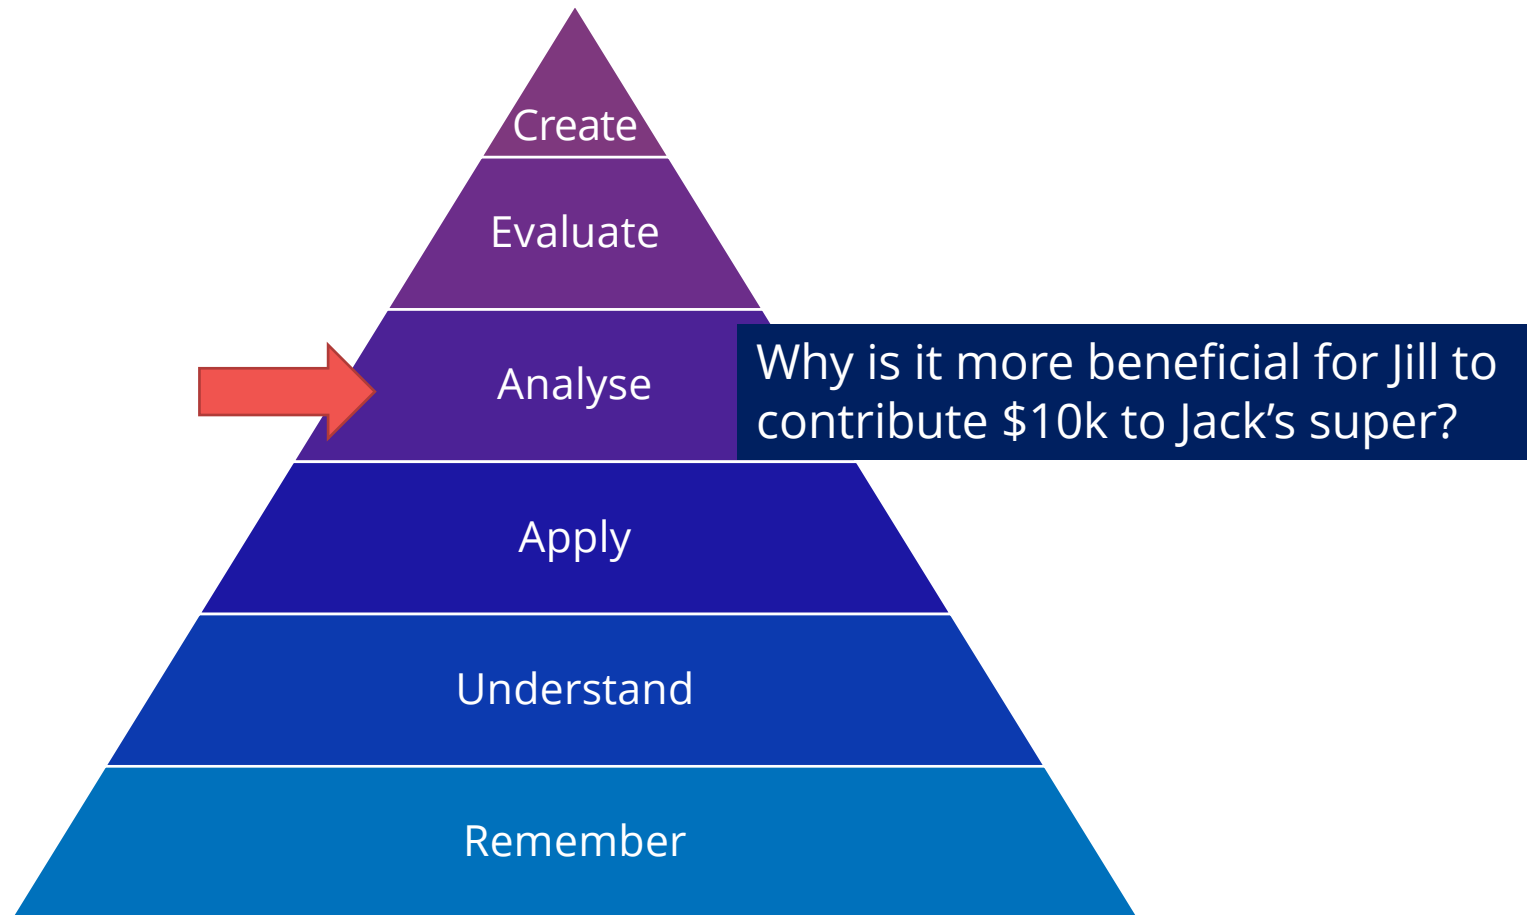 Create
Evaluate
Analyse
Why is it more beneficial for Jill to
contribute $10k to Jack’s super?
Apply
Understand
Remember